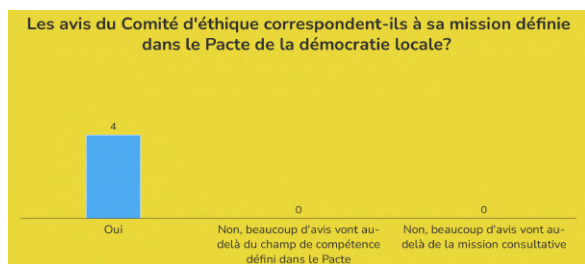 Les avis du Comité d'éthique correspondent-ils à sa mission définie
dans le Pacte de la démocratie locale?
4
0
0
Oui
Non, beaucoup d'avis vont au-
delà du champ de compétence
défini dans le Pacte
Non, beaucoup d'avis vont au-
delà de la mission consultative